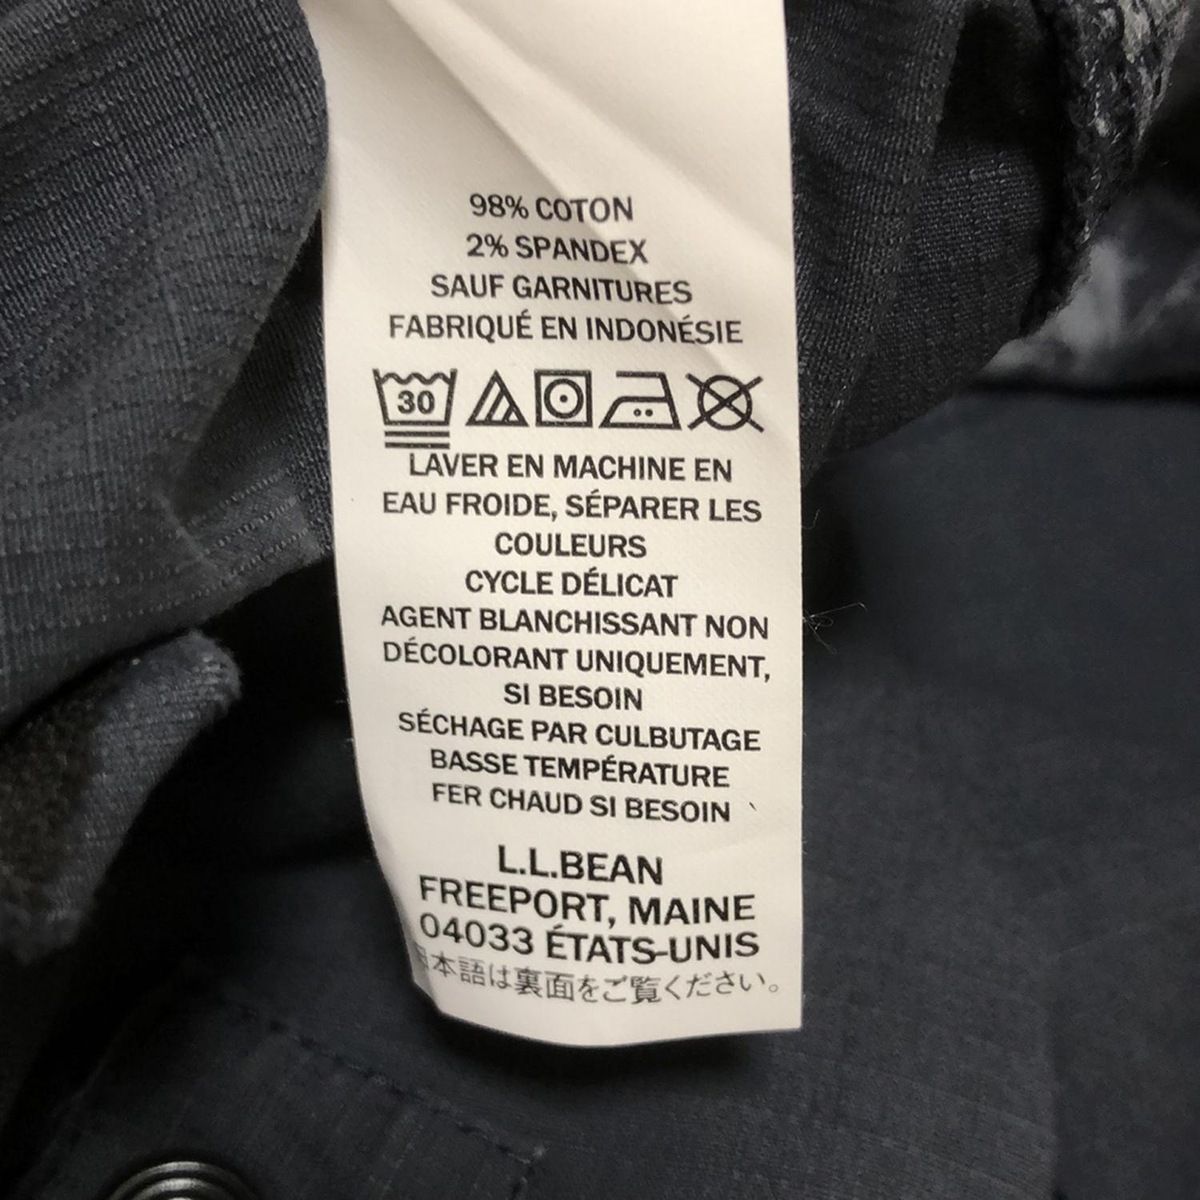 98% COTON
2% SPANDEX
SAUF GARNITURES
FABRIQUÉ EN INDONÉSIE
30
LAVER EN MACHINE EN
EAU FROIDE, SÉPARER LES
COULEURS
CYCLE DÉLICAT
AGENT BLANCHISSANT NON
DÉCOLORANT UNIQUEMENT,
SI BESOIN
SÉCHAGE PAR CULBUTAGE
BASSE TEMPÉRATURE
FER CHAUD SI BESOIN
L.L.BEAN
FREEPORT, MAINE
04033 ÉTATS-UNIS
日本語は裏面をご覧ください。